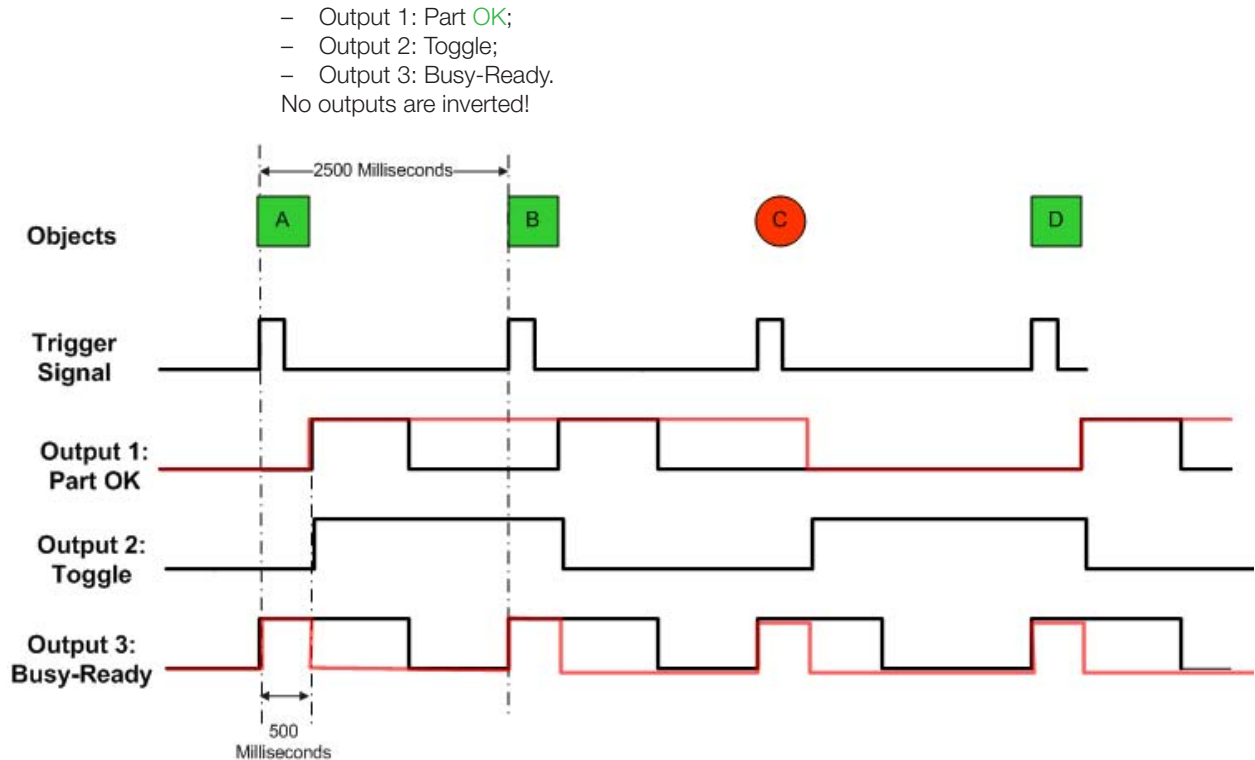 – Output 1: Part OK;
– Output 2: Toggle;
– Output 3: Busy-Ready.
No outputs are inverted!
2500 Milliseconds
Objects
A
B
C
D
Trigger
Signal
Output 1:
Part OK
Output 2:
Toggle
Output 3:
Busy-Ready
500
Milliseconds